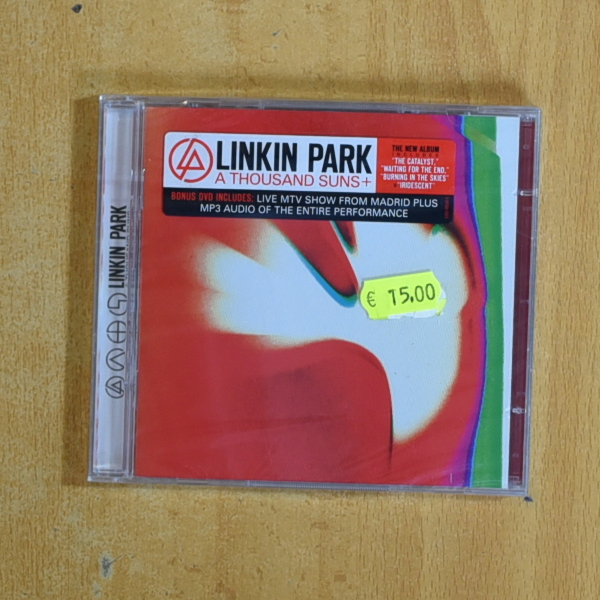 LINKIN PARK
A THOUSAND SUNS+
BONUS DVD INCLUDES: LIVE MTV SHOW FROM MADRID PLUS
MP3 AUDIO OF THE ENTIRE PERFORMANCE
THE NEW ALBUM
INCLUDES
"THE CATALYST,"
"WAITING FOR THE END,"
"BURNING IN THE SKIES"
+ "IRIDESCENT"
€ 15,00
LINKIN PARK